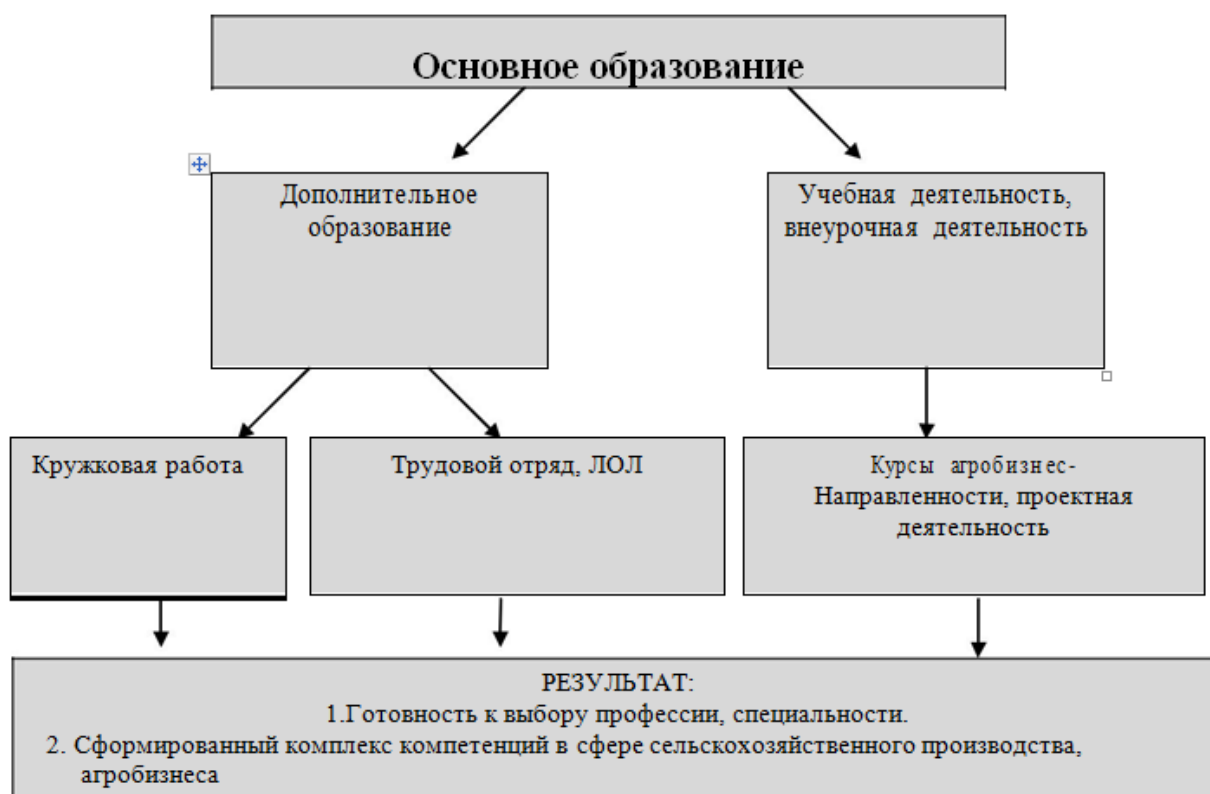 Основное образование
Дополнительное
образование
Учебная деятельность,
внеурочная деятельность
Кружковая работа
Трудовой отряд, ЛОЛ
Курсы агробизнес-
Направленности, проектная
деятельность
РЕЗУЛЬТАТ:
1.Готовность к выбору профессии, специальности.
2. Сформированный комплекс компетенций в сфере сельскохозяйственного производства,
агробизнеса